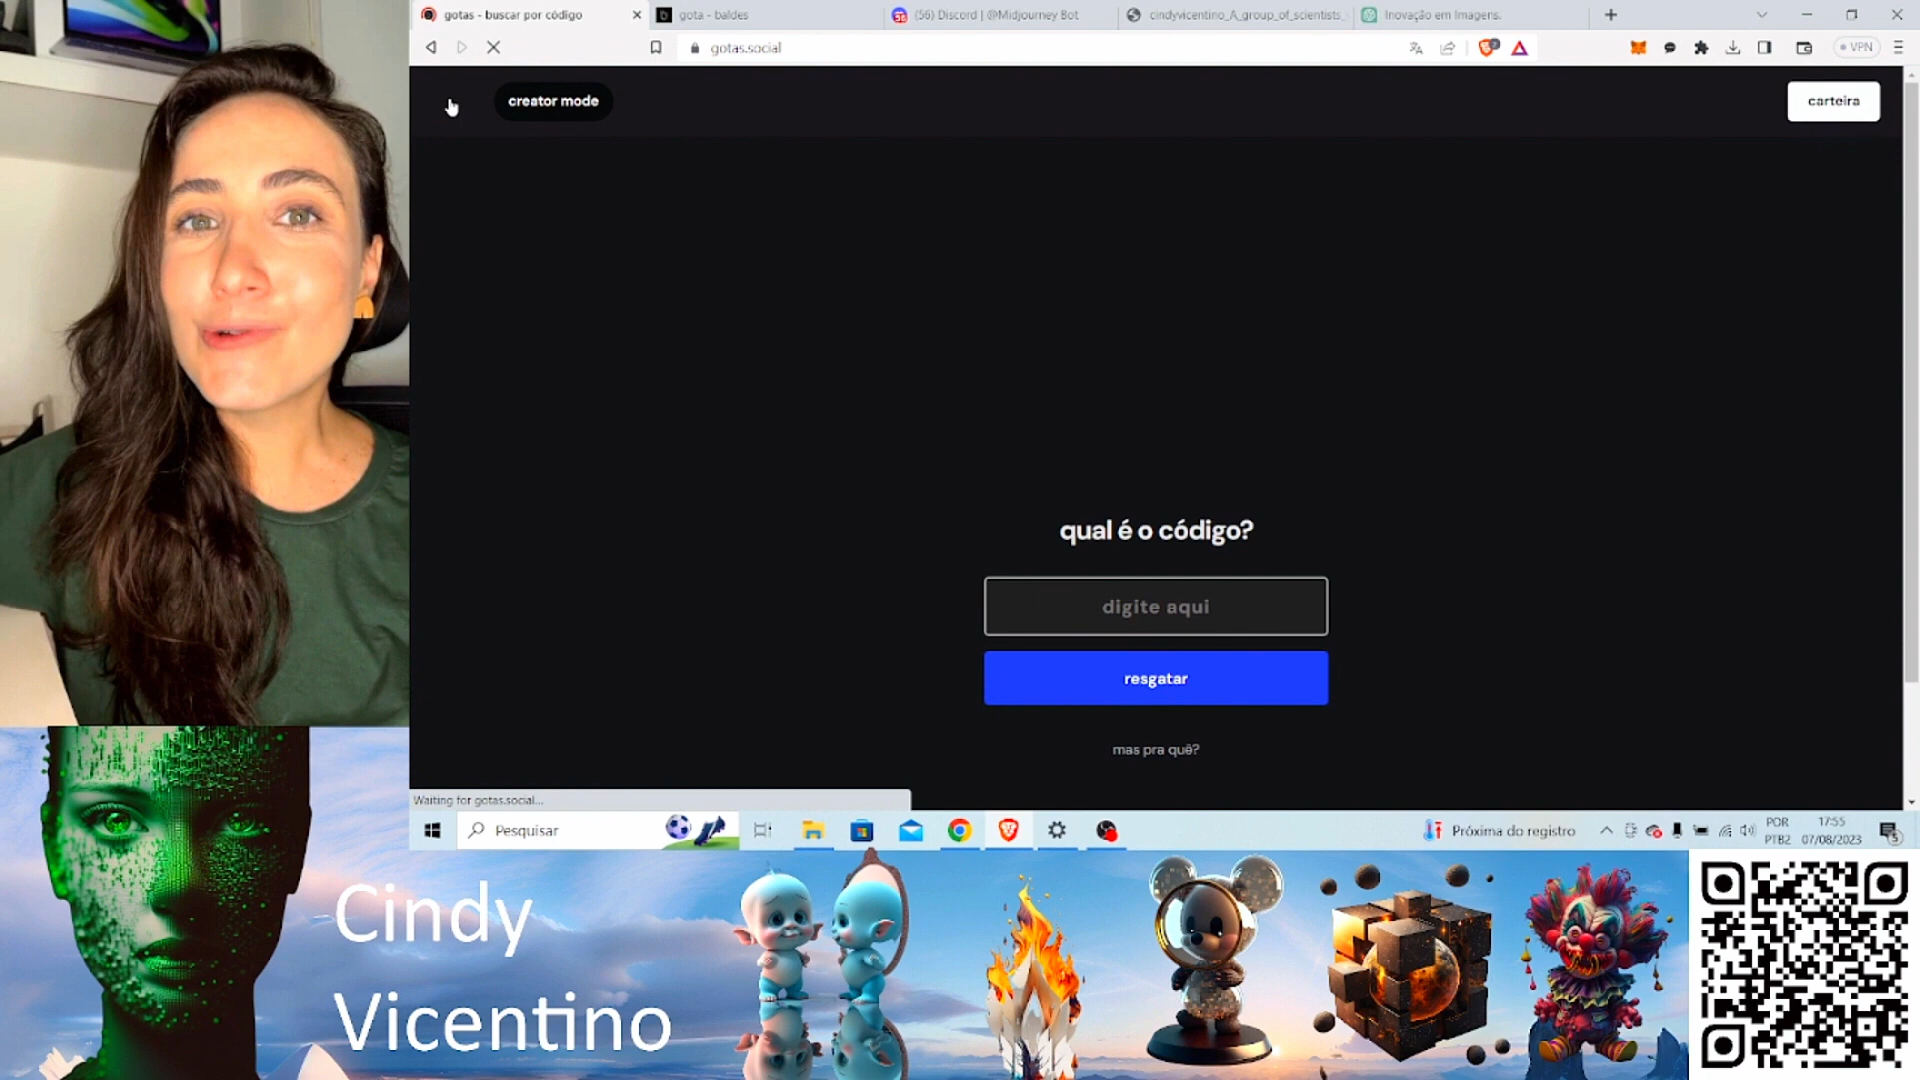 gotas - buscar por código
gota - baldes
(56) Discord | @Midjourney Bot
cindyvicentino_A_group_of_scientists_
Inovação em Imagens.
gotas.social
VPN
creator mode
carteira
qual é o código?
digite aqui
resgatar
mas pra quê?
Waiting for gotas.social...
Pesquisar
Próxima do registro
POR
PTB2
17:55
07/08/2023
5
Cindy
Vicentino